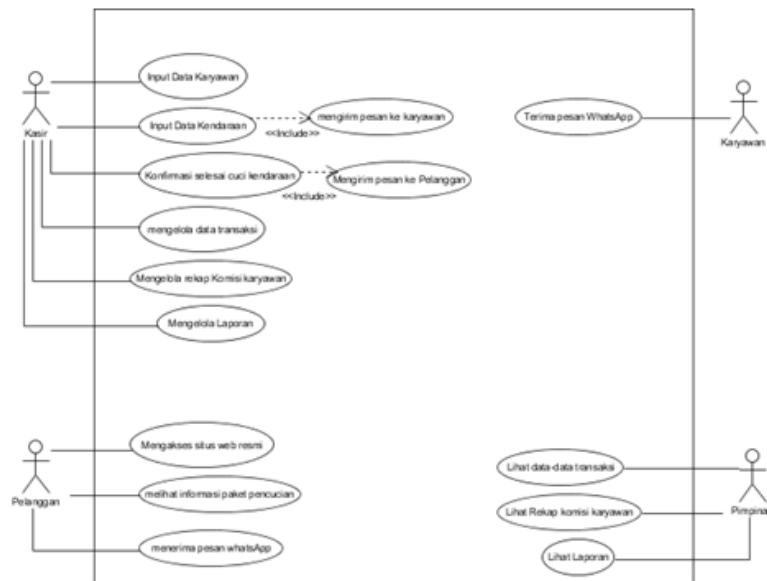 Input Data Karyawan
Kasir
Input Data Kendaraan
mengirim pesan ke karyawan
<<Include>>
Terima pesan WhatsApp
Karyawan
Konfirmasi selesai cuci kendaraan
Mengirim pesan ke Pelanggan
<<Include>>
mengelola data transaksi
Mengelola rekap Komisi karyawan
Mengelola Laporan
Mengakses situs web resmi
Pelanggan
melihat informasi paket pencucian
menerima pesan whatsApp
Lihat data-data transaksi
Lihat Rekap komisi karyawan
Pimpina
Lihat Laporan